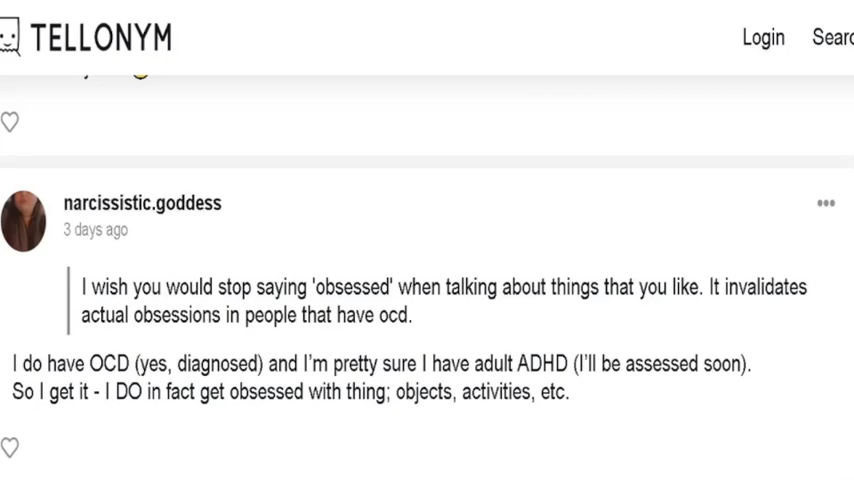 TELLONYM
Login
narcissistic.goddess
3 days ago
I wish you would stop saying 'obsessed' when talking about things that you like. It invalidates
actual obsessions in people that have ocd.
I do have OCD (yes, diagnosed) and I'm pretty sure I have adult ADHD (I'll be assessed soon).
So I get it - I DO in fact get obsessed with thing; objects, activities, etc.